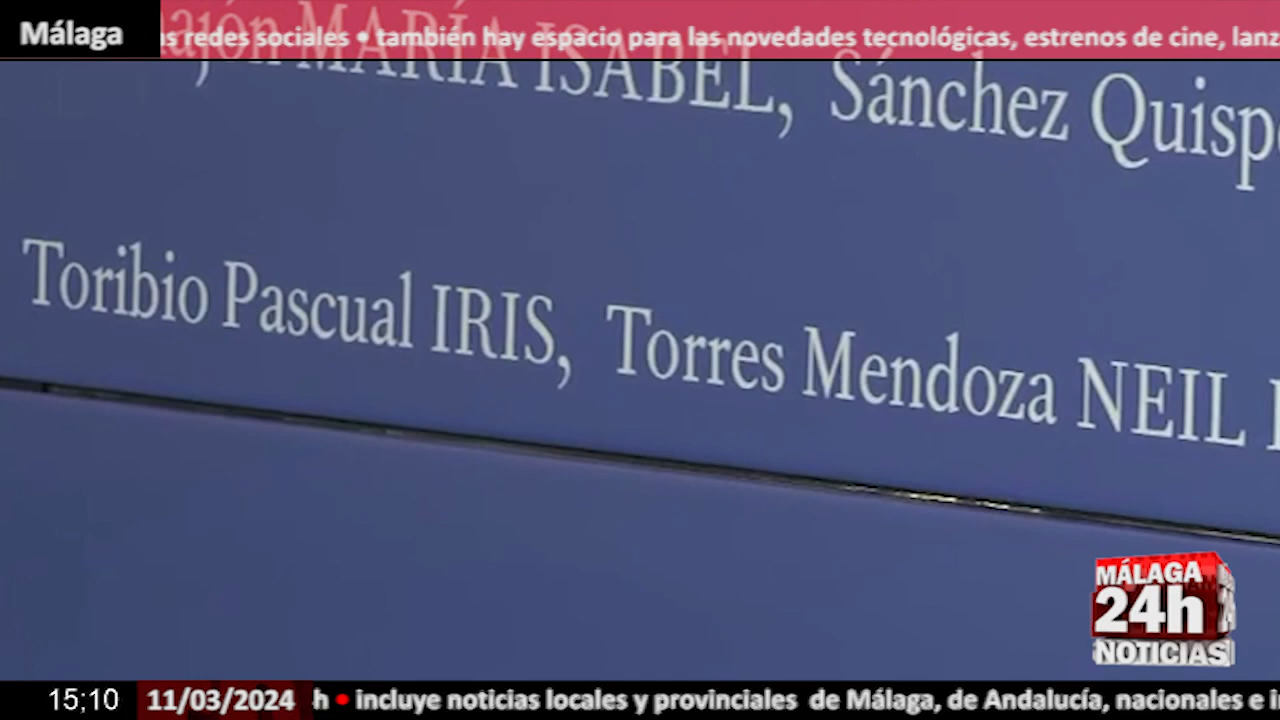 Málaga
redes sociales • también hay espacio para las novedades tecnológicas, estrenos de cine, lanz
ajón MARÍA ISABEL, Sánchez Quispe
Toribio Pascual IRIS, Torres Mendoza NEIL
MÁLAGA
24h
NOTICIAS
15:10 11/03/2024 h • incluye noticias locales y provinciales de Málaga, de Andalucía, nacionales e i